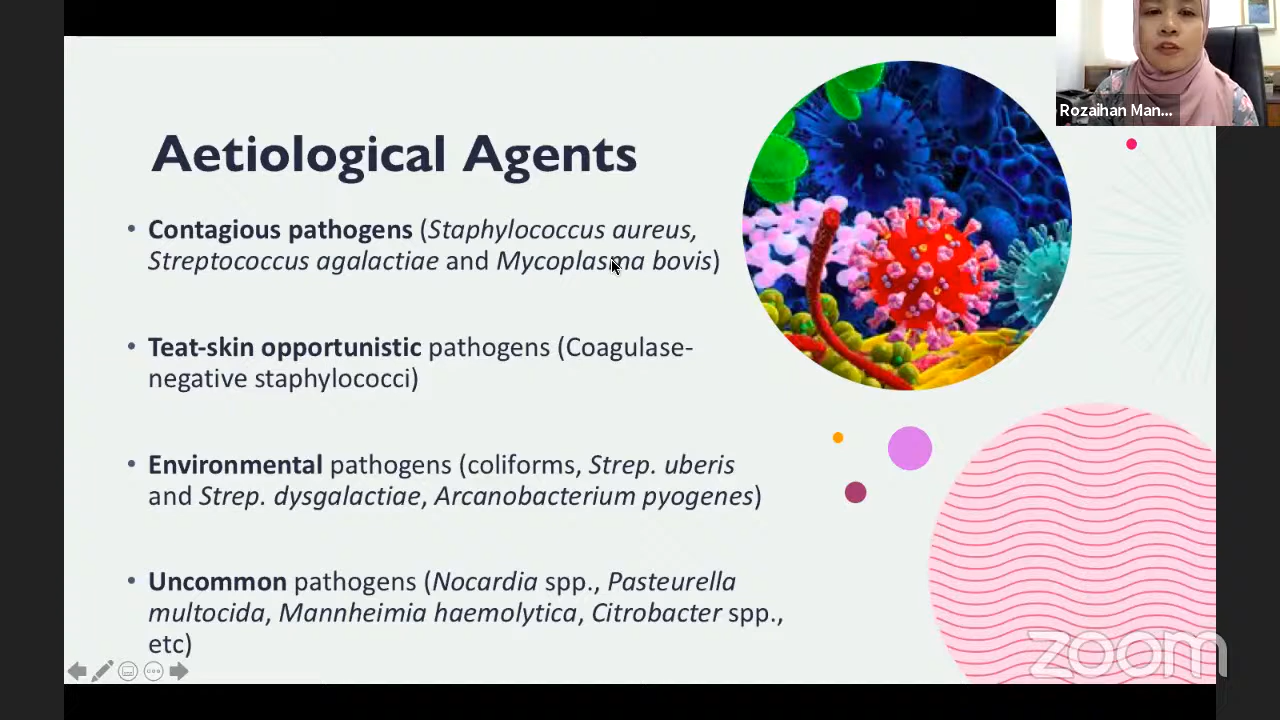 Rozaihan Man...
Aetiological Agents
• Contagious pathogens (Staphylococcus aureus,
Streptococcus agalactiae and Mycoplasma bovis)
• Teat-skin opportunistic pathogens (Coagulase-
negative staphylococci)
• Environmental pathogens (coliforms, Strep. uberis
and Strep. dysgalactiae, Arcanobacterium pyogenes)
• Uncommon pathogens (Nocardia spp., Pasteurella
multocida, Mannheimia haemolytica, Citrobacter spp.,
etc)
zoom